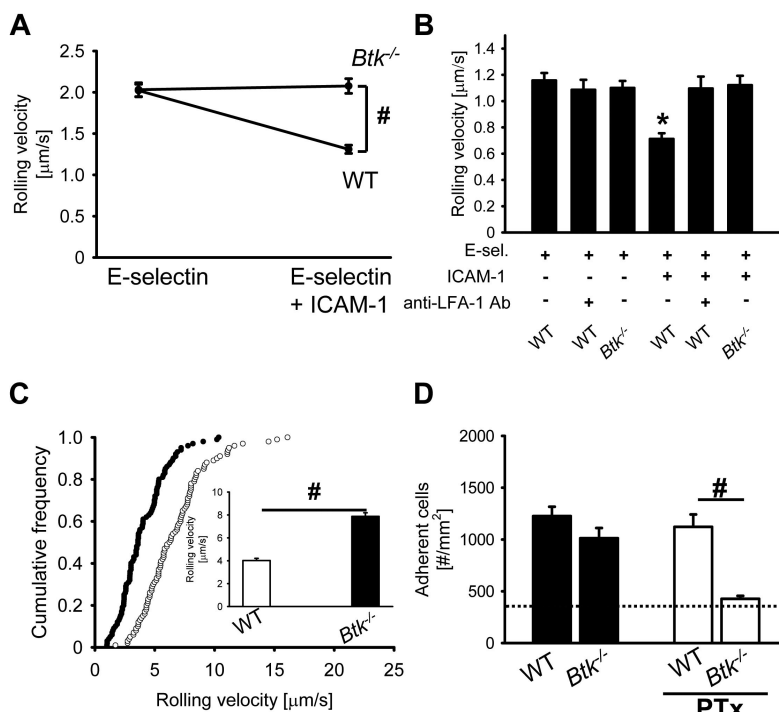 A
Rolling velocity
[μm/s]
2.5
2.0
1.5
1.0
0.5
0.0
Btk-/-
#
WT
E-selectin
E-selectin
+ ICAM-1
B
Rolling velocity [μm/s]
1.4
1.2
1.0
0.8
0.6
0.4
0.2
0
*
E-sel. + + + + + +
ICAM-1 - - - + + +
anti-LFA-1 Ab - + - - + -
WT WT Btk-/- WT WT Btk-/-
C
Cumulative frequency
1.0
0.8
0.6
0.4
0.2
0
0 5 10 15 20 25
Rolling velocity [μm/s]
Rolling velocity
[μm/s]
8
6
4
2
0
#
WT Btk-/-
D
Adherent cells
[#/mm2]
2000
1500
1000
500
0
#
WT Btk-/- WT Btk-/-
PTx